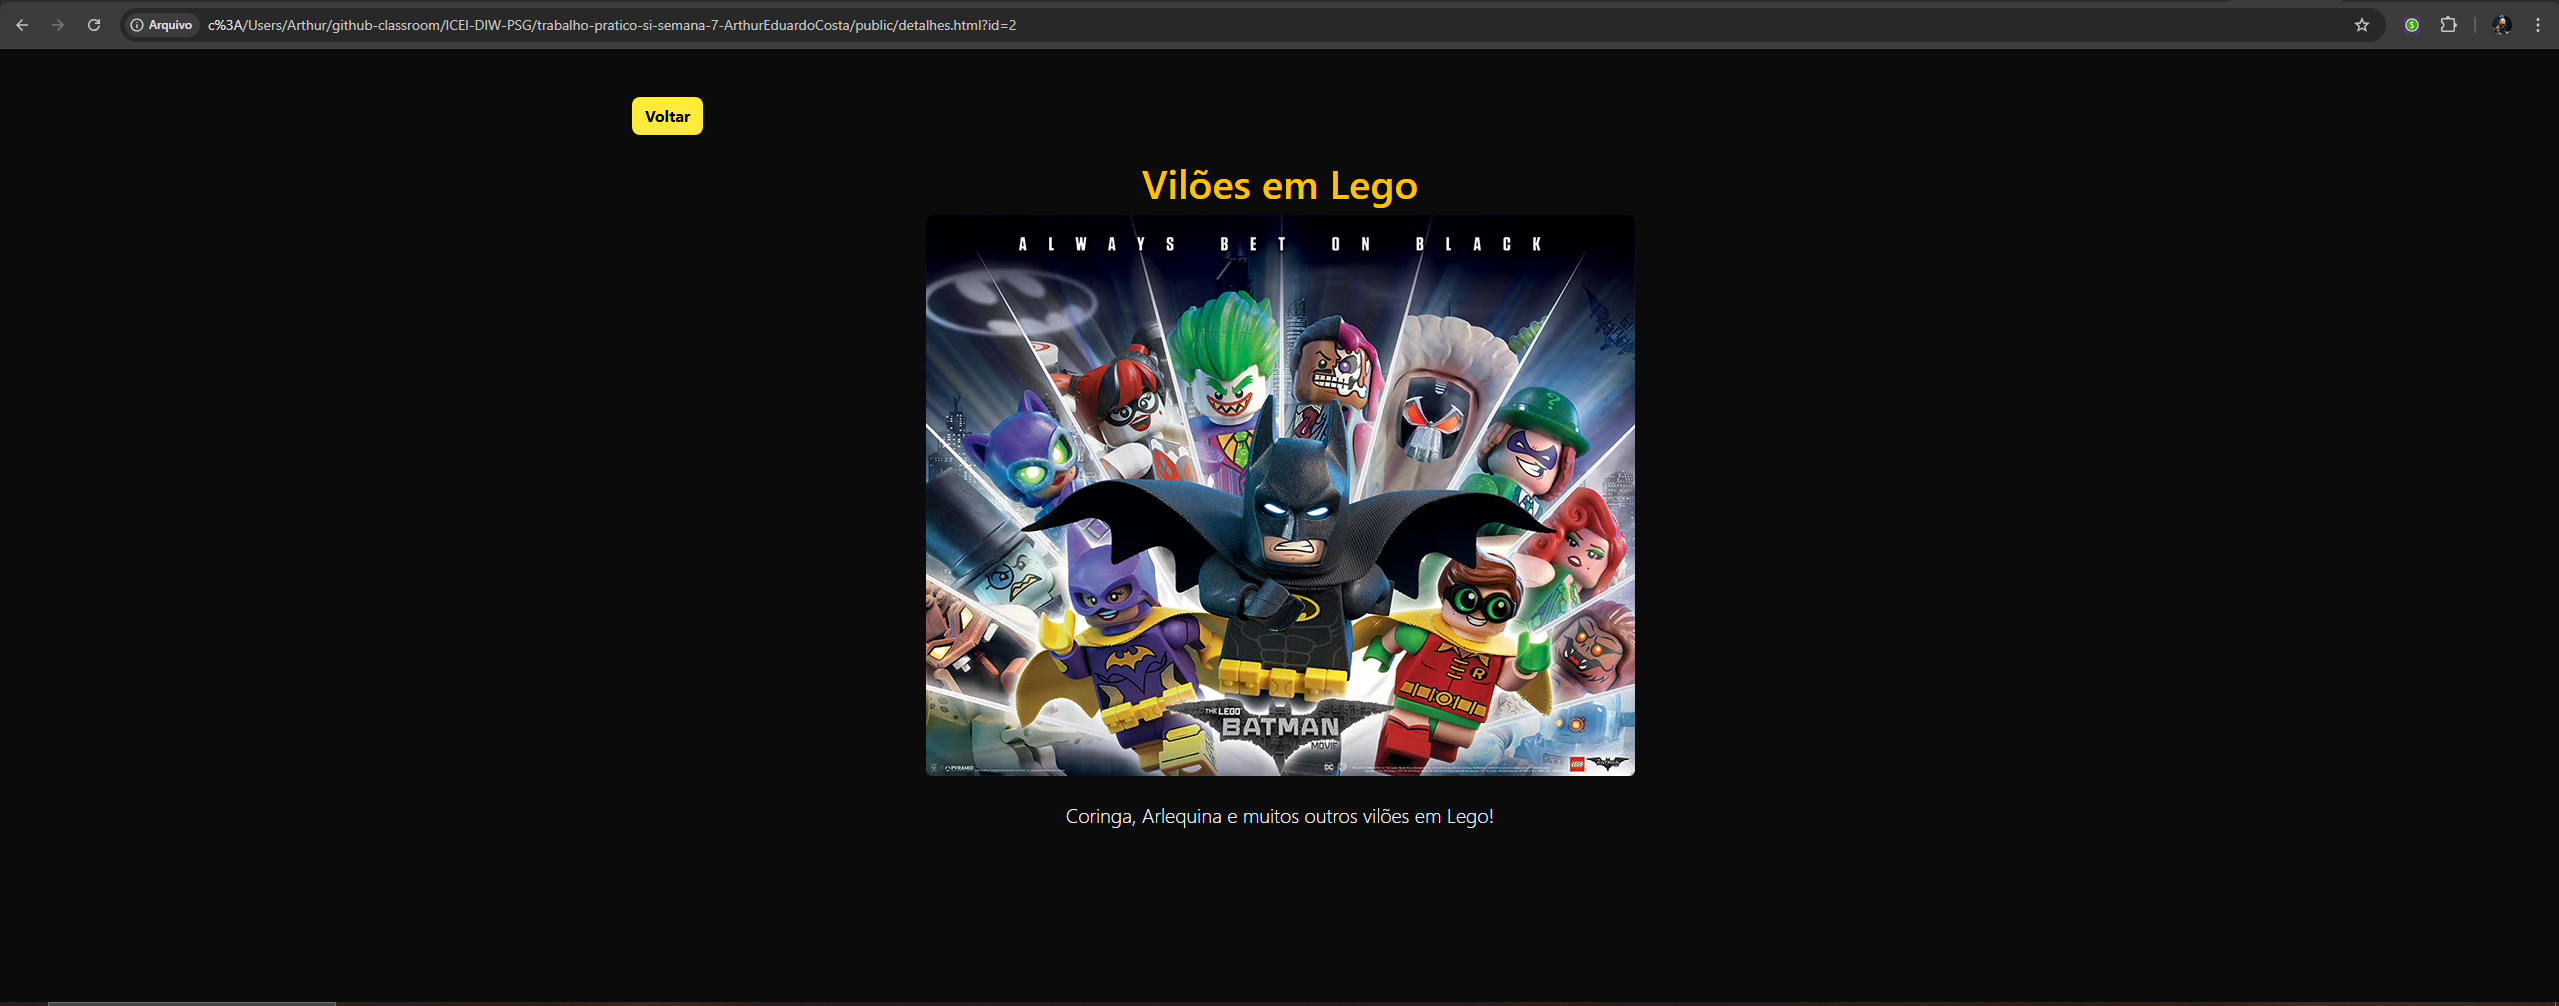 Arquivo c%3A/Users/Arthur/github-classroom/ICEI-DIW-PSG/trabalho-pratico-si-semana-7-ArthurEduardoCosta/public/detalhes.html?id=2
Voltar
Vilões em Lego
ALWAYS BET ON BLACK
?
R
THE LEGO
BATMAN
MOVIE
PYRAMID
DC
LEGO
Coringa, Arlequina e muitos outros vilões em Lego!